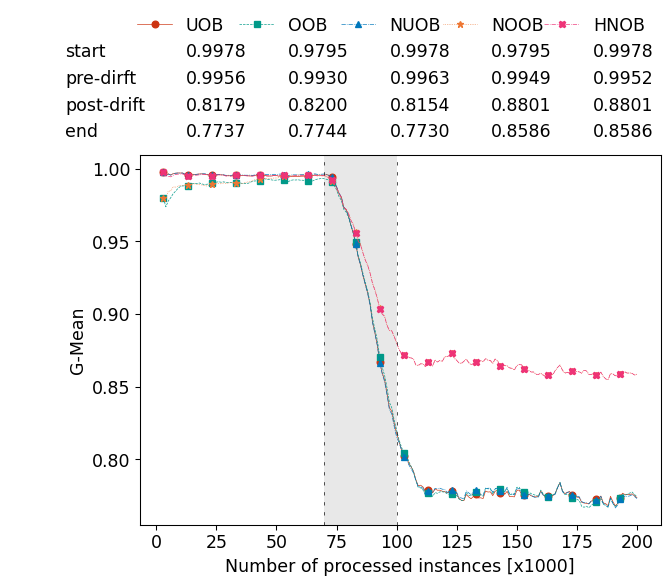 UOB OOB NUOB NOOB HNOB
start 0.9978 0.9795 0.9978 0.9795 0.9978
pre-dirft 0.9956 0.9930 0.9963 0.9949 0.9952
post-drift 0.8179 0.8200 0.8154 0.8801 0.8801
end 0.7737 0.7744 0.7730 0.8586 0.8586
1.00
0.95
0.90
0.85
0.80
G-Mean
0 25 50 75 100 125 150 175 200
Number of processed instances [x1000]